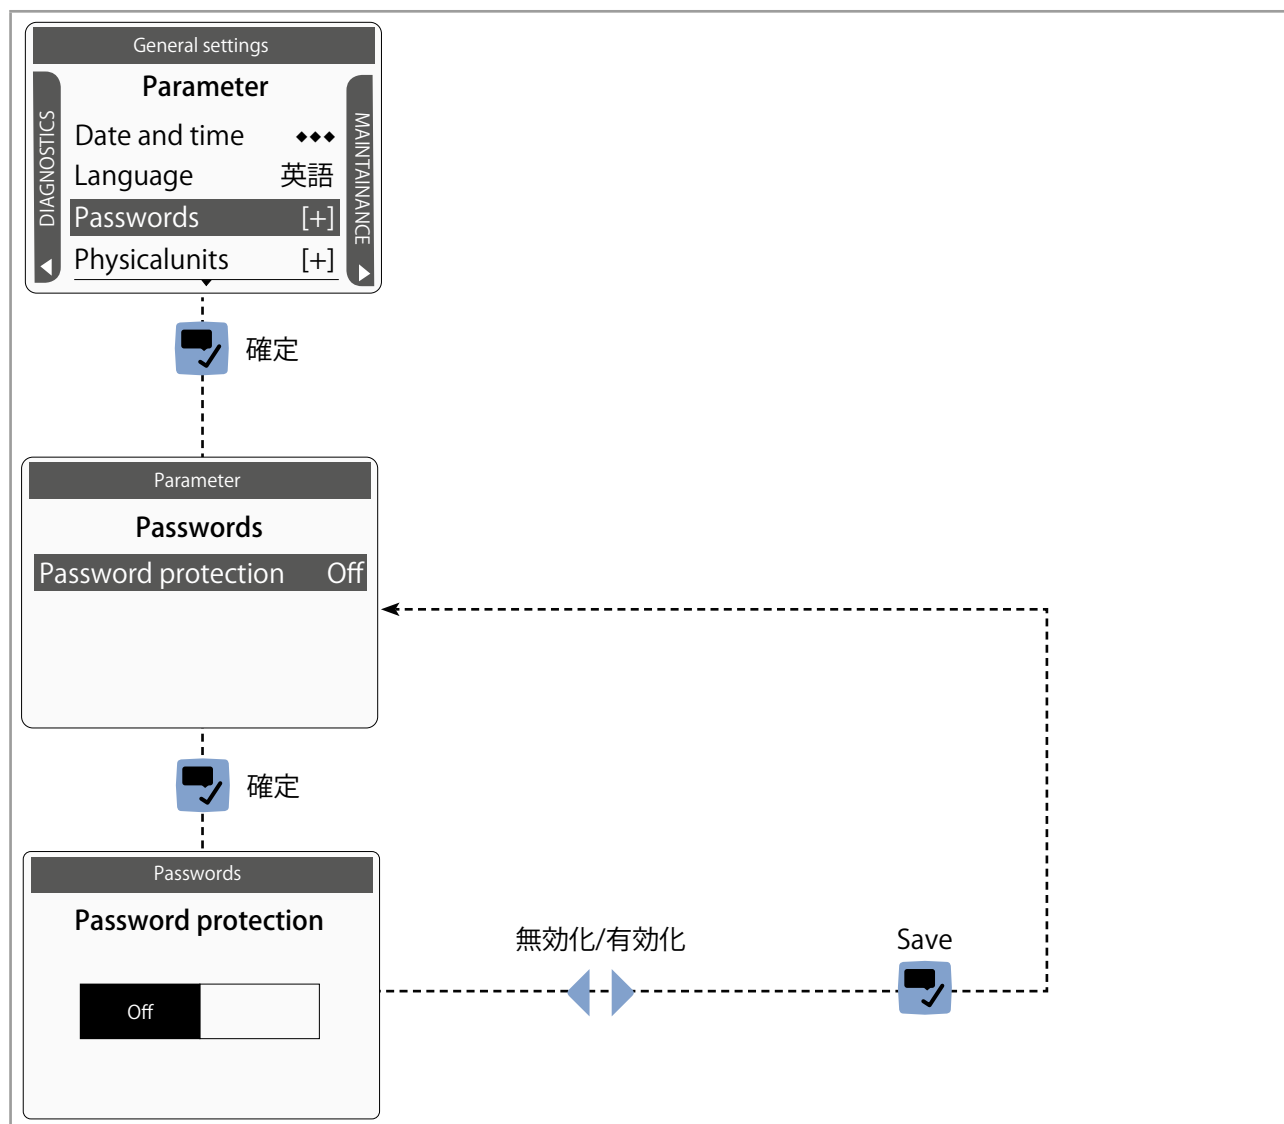 General settings
Parameter
DIAGNOSTICS
MAINTAINANCE
Date and time
Language 英語
Passwords [+]
Physicalunits [+]
確定
Parameter
Passwords
Password protection Off
確定
Passwords
Password protection
Off
無効化/有効化
Save